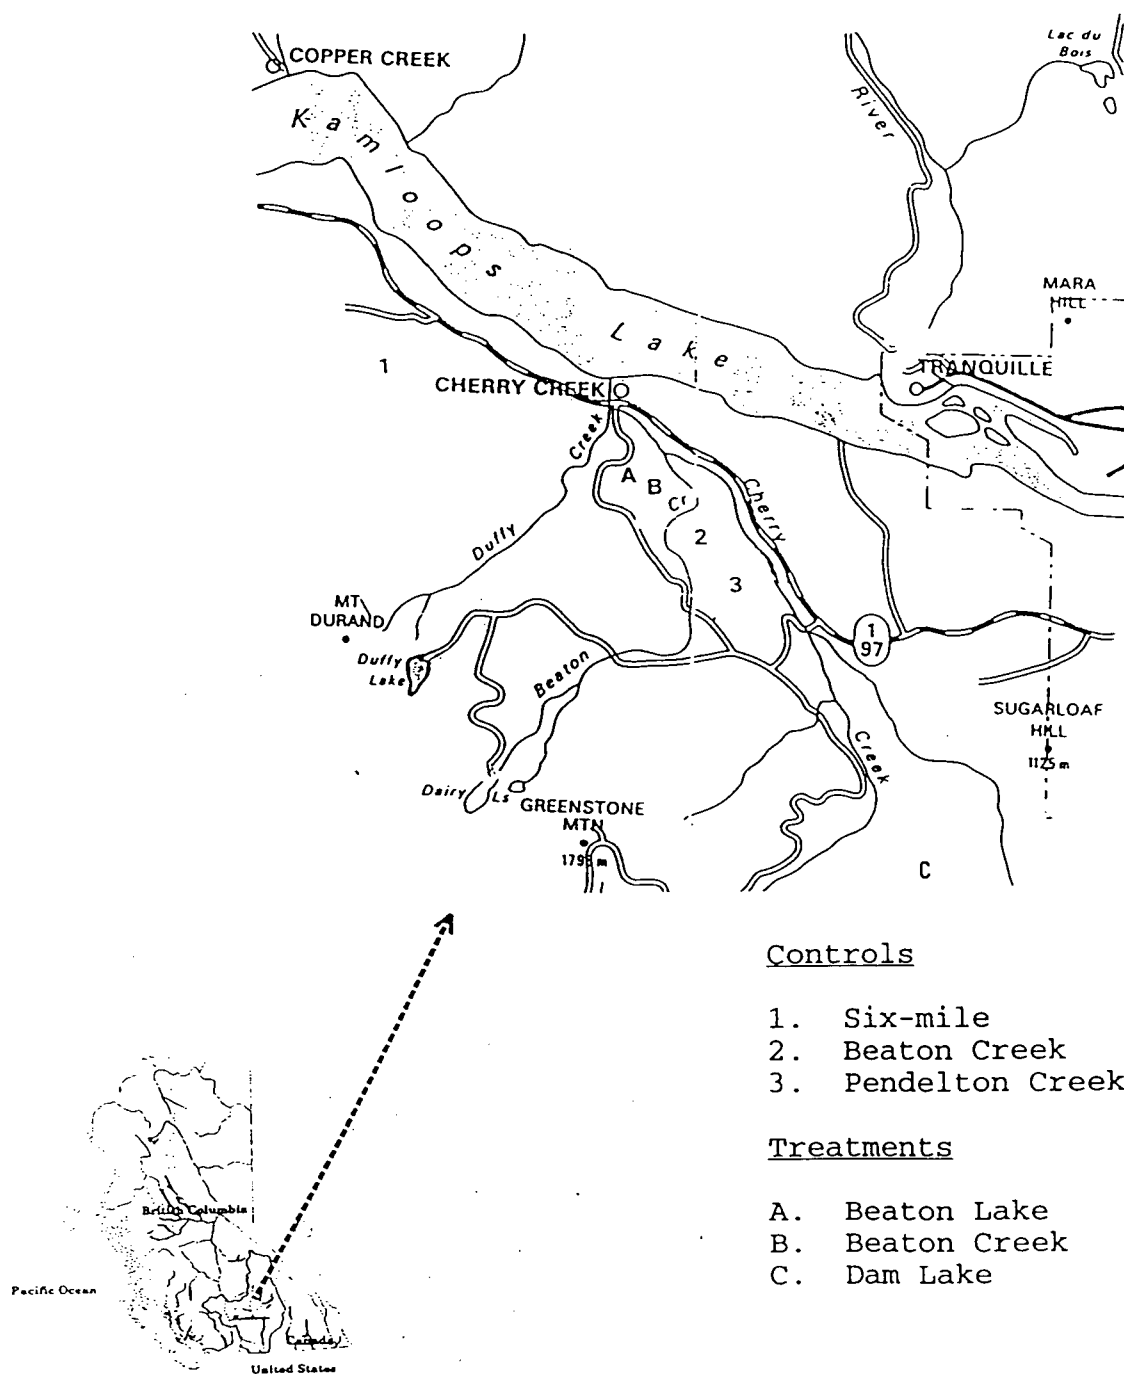 COPPER CREEK
Lac du
Bois
Kamloops
Lake
River
MARA
HILL
TRANQUILLE
1
CHERRY CREEK
Creek
A
B
Cr
Cherry
2
3
Duffy
MT
DURAND
Duffy
Lake
Beaton
1
97
SUGARLOAF
HILL
1125 m
Creek
Dairy Ls
GREENSTONE
MTN
C
Controls
1. Six-mile
2. Beaton Creek
3. Pendelton Creek
Treatments
A. Beaton Lake
B. Beaton Creek
C. Dam Lake
British Columbia
Pacific Ocean
Canada
United States